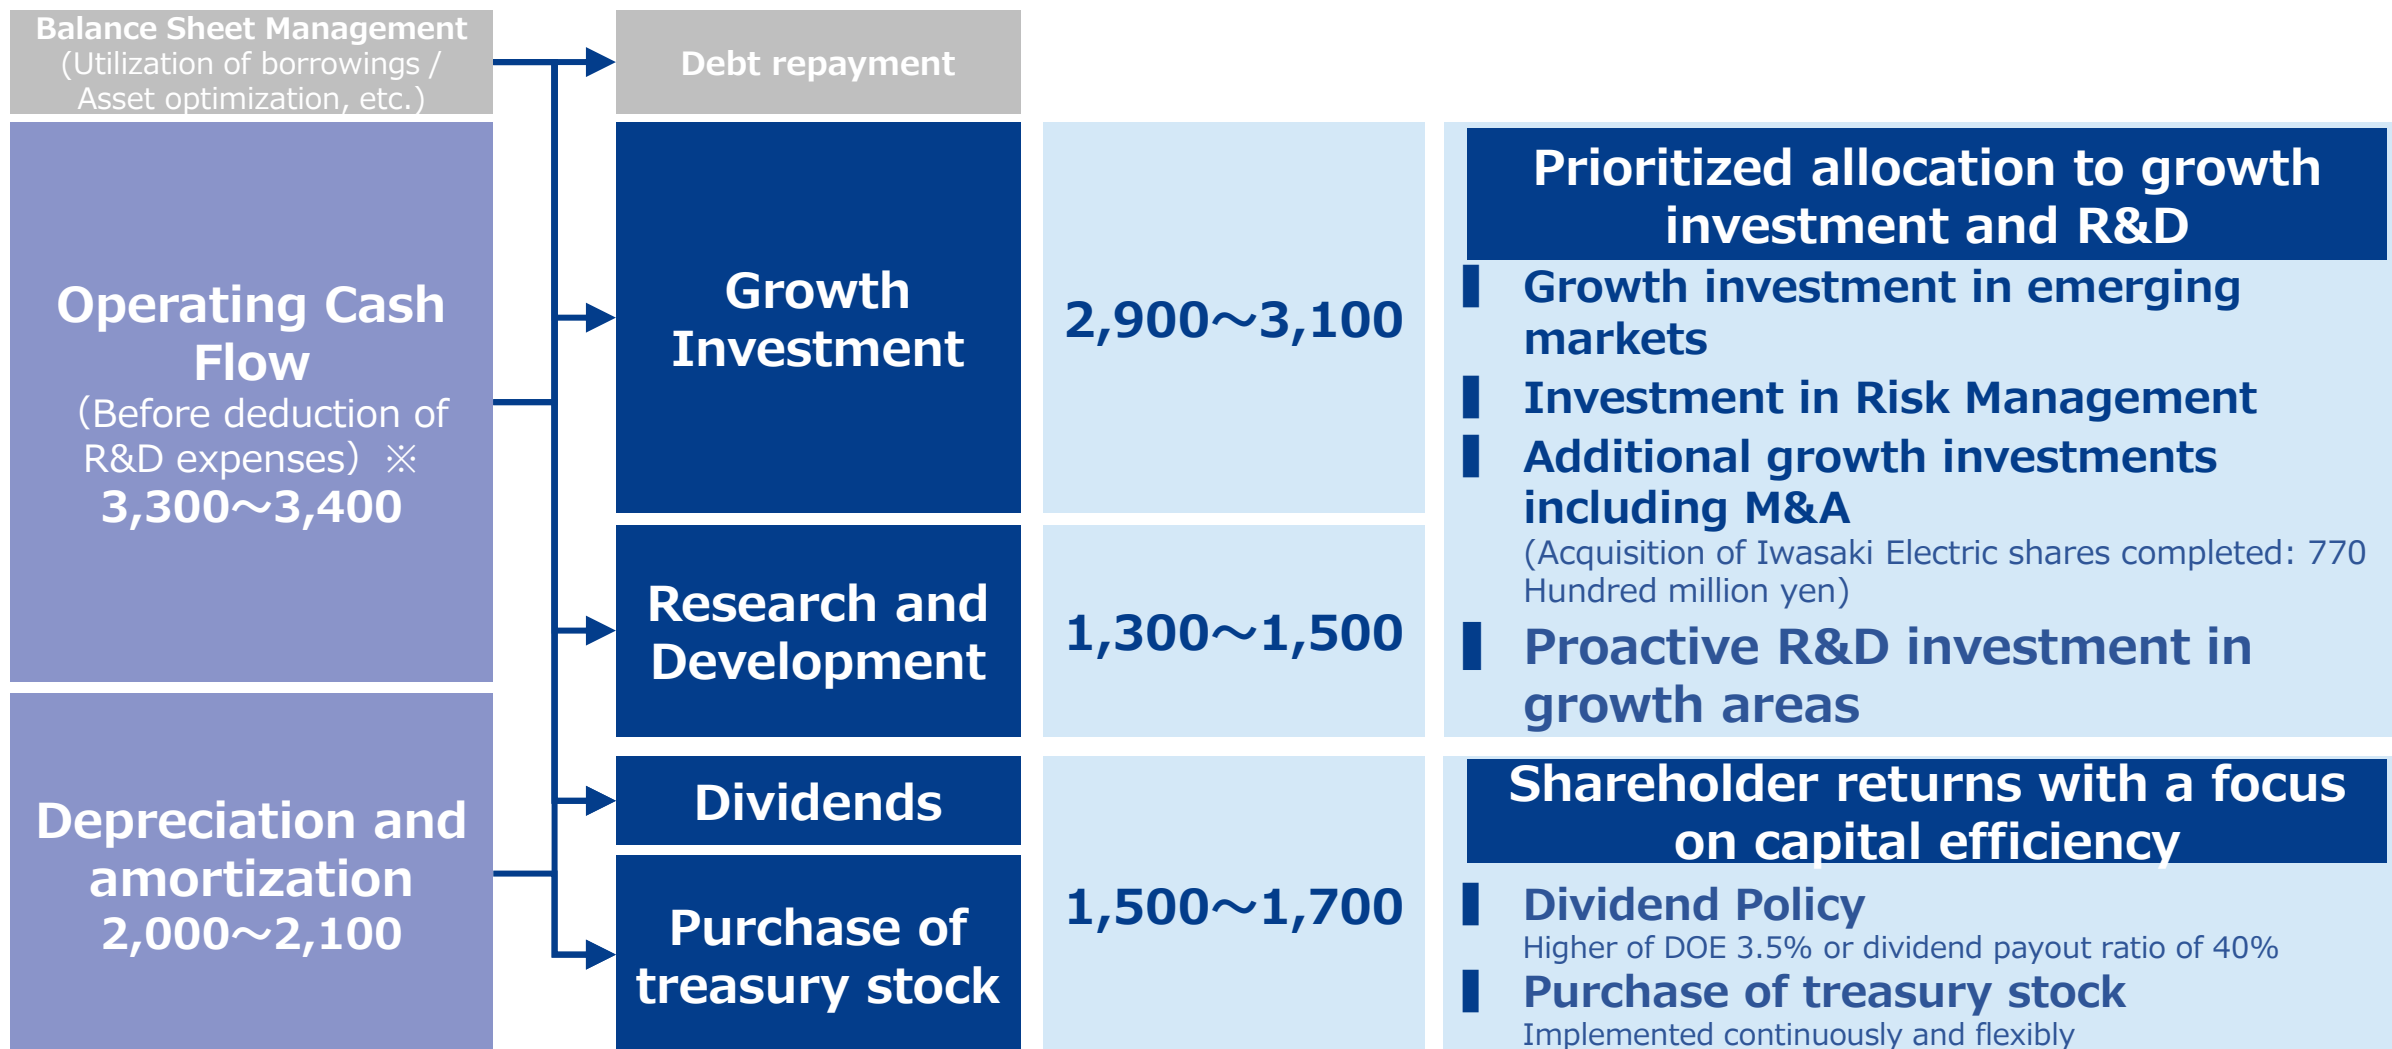 Balance Sheet Management
(Utilization of borrowings /
Asset optimization, etc.)
Debt repayment
Operating Cash
Flow
（Before deduction of
R&D expenses）※
3,300～3,400
Depreciation and
amortization
2,000～2,100
Growth
Investment
2,900～3,100
Research and
Development
1,300～1,500
Dividends
Purchase of
treasury stock
1,500～1,700
Prioritized allocation to growth
investment and R&D
Growth investment in emerging
markets
Investment in Risk Management
Additional growth investments
including M&A
(Acquisition of Iwasaki Electric shares completed: 770
Hundred million yen)
Proactive R&D investment in
growth areas
Shareholder returns with a focus
on capital efficiency
Dividend Policy
Higher of DOE 3.5% or dividend payout ratio of 40%
Purchase of treasury stock
Implemented continuously and flexibly